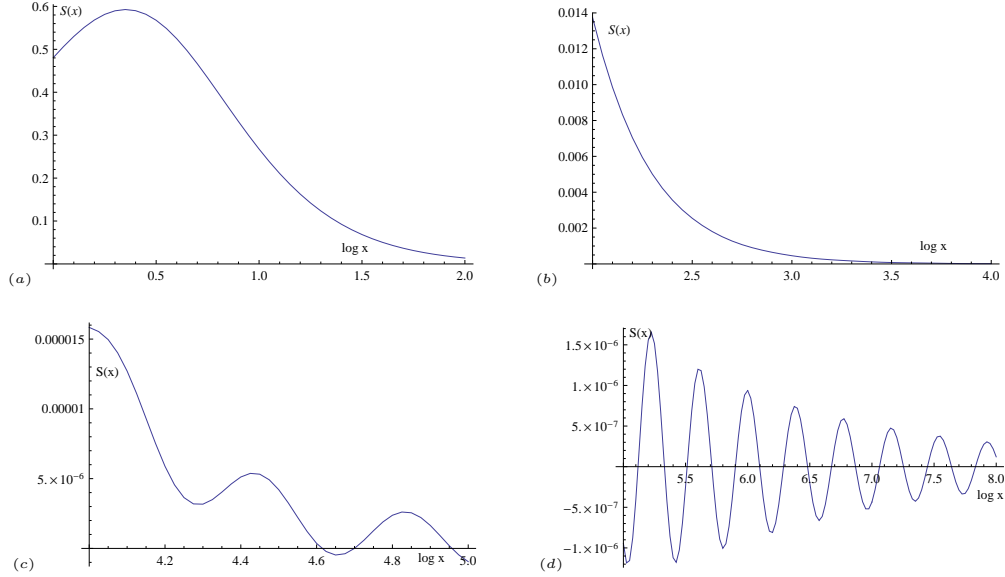 S(x)
0.6
0.5
0.4
0.3
0.2
0.1
log x
0.5 1.0 1.5 2.0
(a)
0.014
S(x)
0.012
0.010
0.008
0.006
0.004
0.002
log x
2.5 3.0 3.5 4.0
(b)
0.000015
S(x)
0.00001
5. × 10⁻⁶
4.2 4.4 4.6 4.8 5.0
log x
(c)
S(x)
1.5 × 10⁻⁶
1. × 10⁻⁶
5. × 10⁻⁷
5.5 6.0 6.5 7.0 7.5 8.0
log x
−5. × 10⁻⁷
−1. × 10⁻⁶
(d)